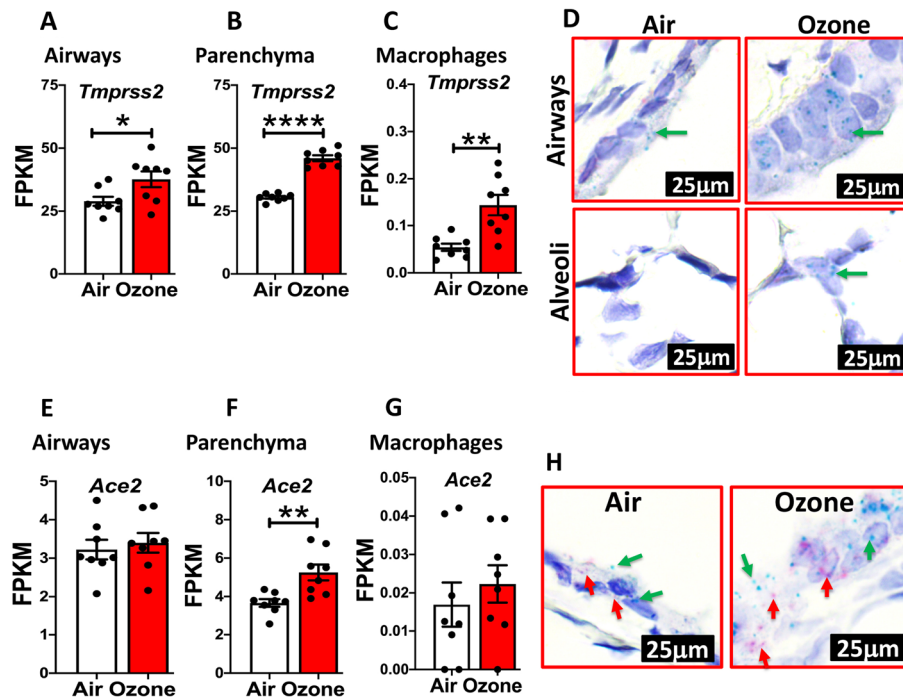 A
Airways
Tmprss2
*
FPKM
75
50
25
0
Air Ozone
B
Parenchyma
Tmprss2
****
75
50
25
0
Air Ozone
C
Macrophages
Tmprss2
**
FPKM
0.4
0.3
0.2
0.1
0.0
Air Ozone
D
Air Ozone
Airways
25µm 25µm
Alveoli
25µm 25µm
E
Airways
Ace2
FPKM
5
4
3
2
1
0
Air Ozone
F
Parenchyma
Ace2
**
FPKM
10
8
6
4
2
0
Air Ozone
G
Macrophages
Ace2
FPKM
0.05
0.04
0.03
0.02
0.01
0.00
Air Ozone
H
Air Ozone
25µm 25µm